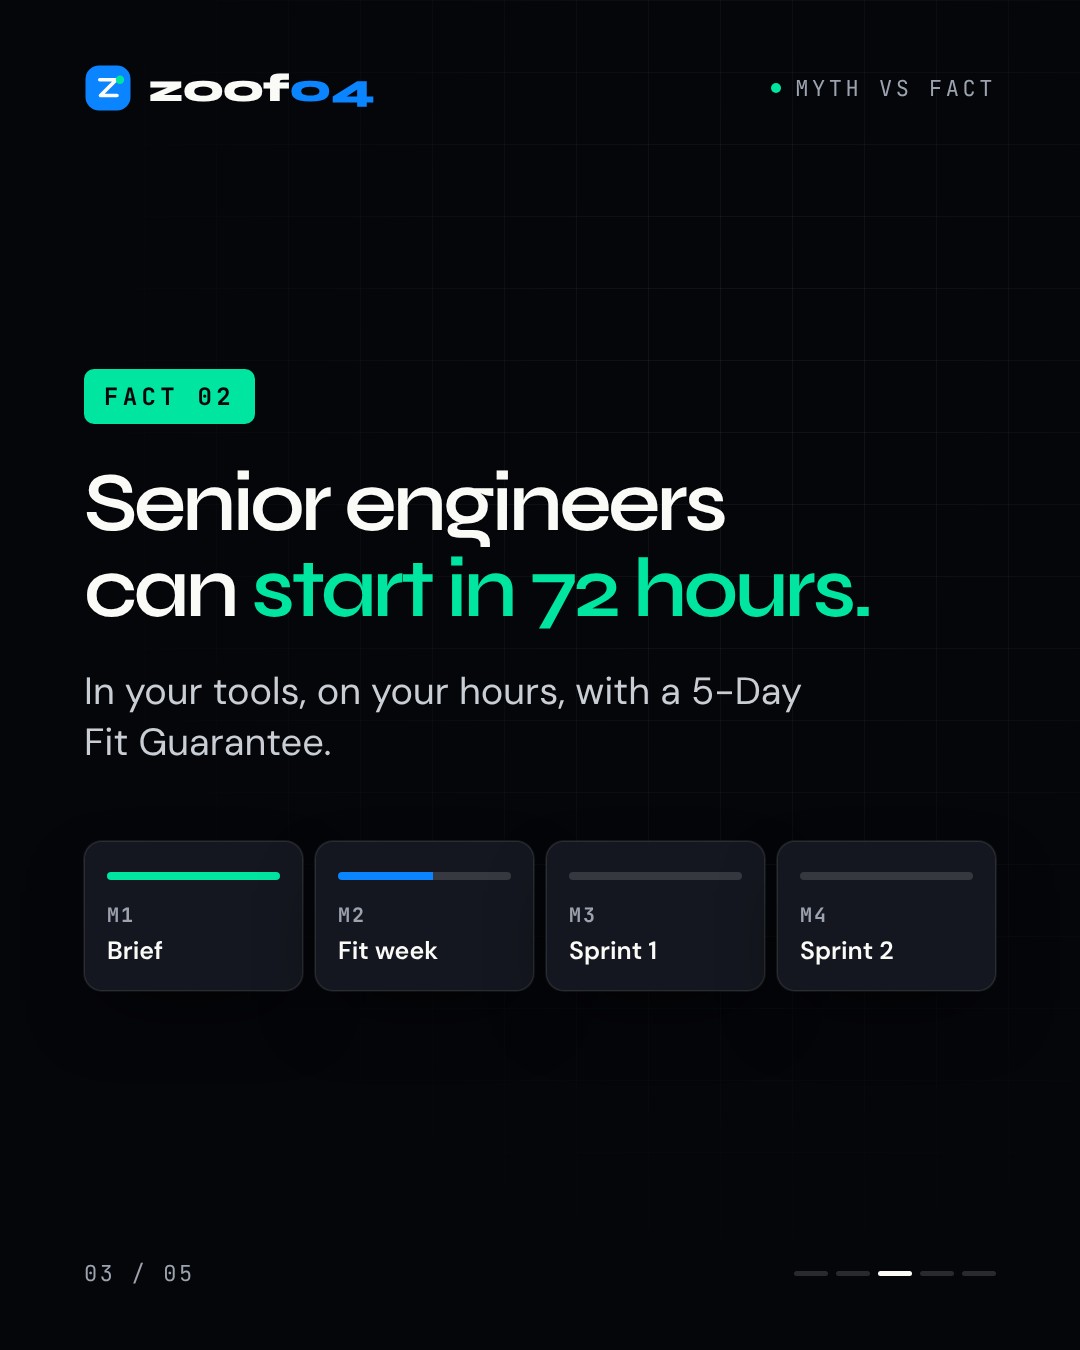 Z zoof04
MYTH VS FACT
FACT 02
Senior engineers
can start in 72 hours.
In your tools, on your hours, with a 5-Day
Fit Guarantee.
M1
Brief
M2
Fit week
M3
Sprint 1
M4
Sprint 2
03 / 05